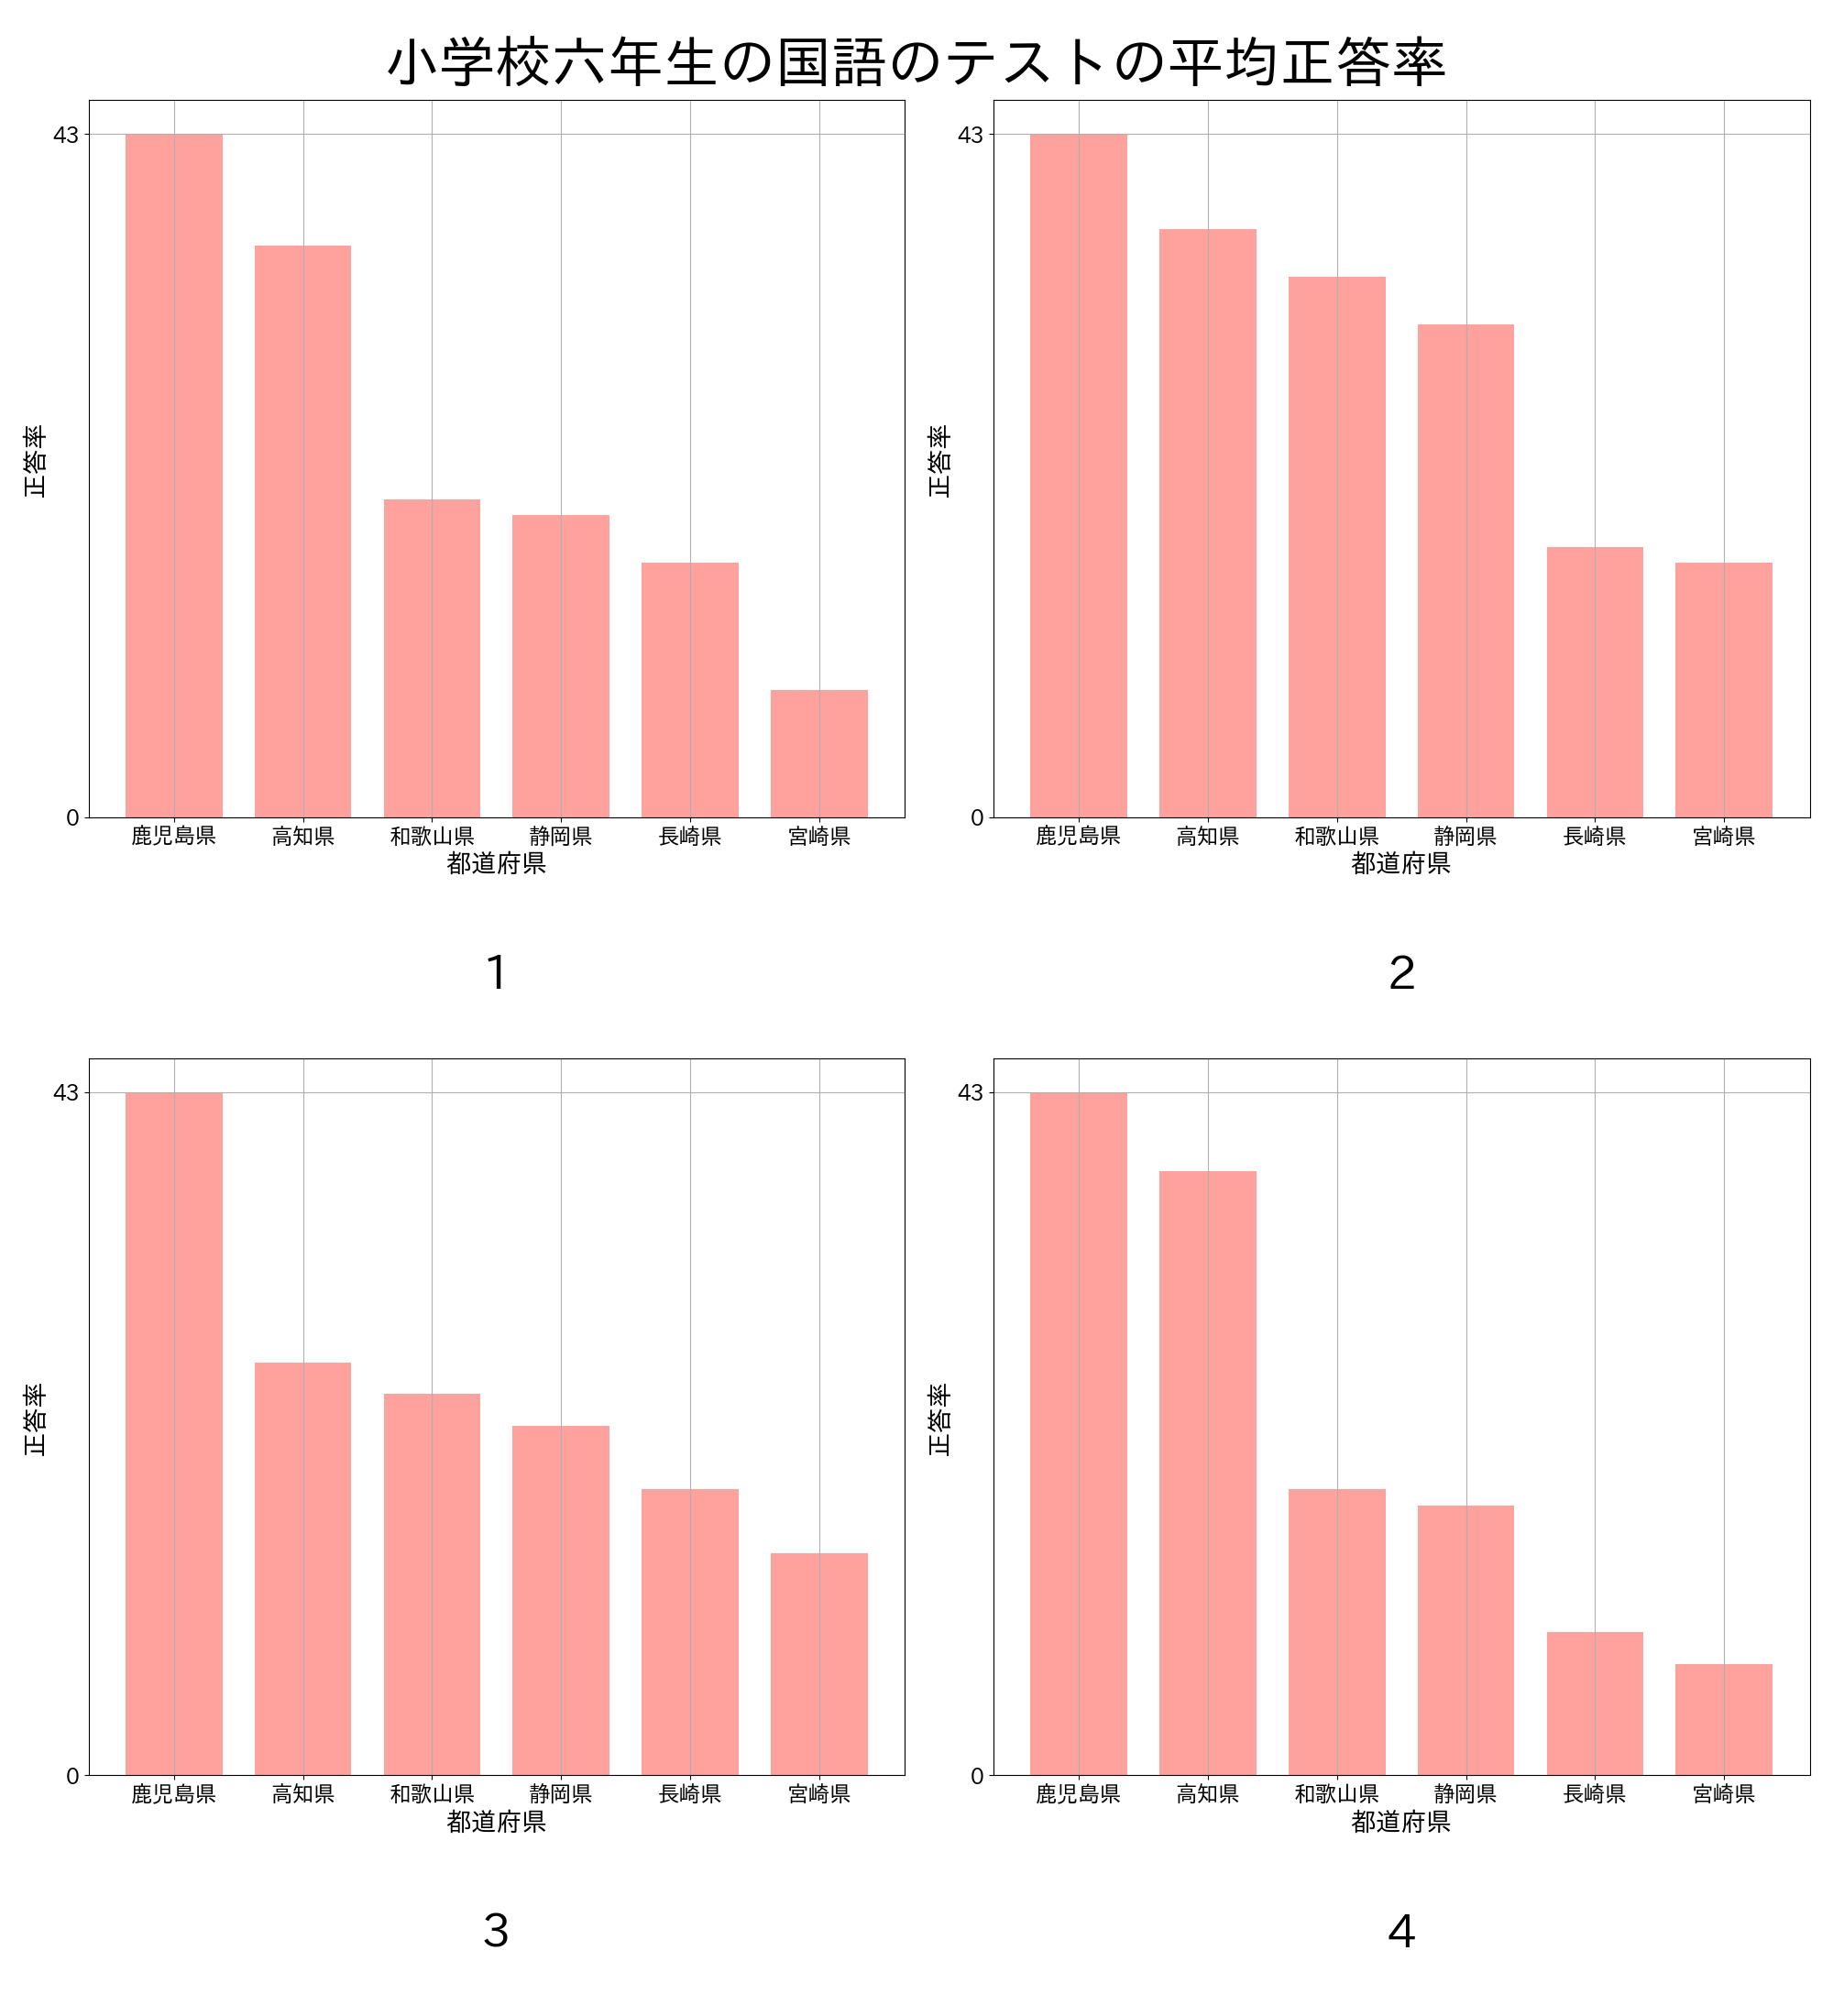 小学校六年生の国語のテストの平均正答率
43
0
正答率
鹿児島県 高知県 和歌山県 静岡県 長崎県 宮崎県
都道府県
1
43
0
正答率
鹿児島県 高知県 和歌山県 静岡県 長崎県 宮崎県
都道府県
2
43
0
正答率
鹿児島県 高知県 和歌山県 静岡県 長崎県 宮崎県
都道府県
3
43
0
正答率
鹿児島県 高知県 和歌山県 静岡県 長崎県 宮崎県
都道府県
4